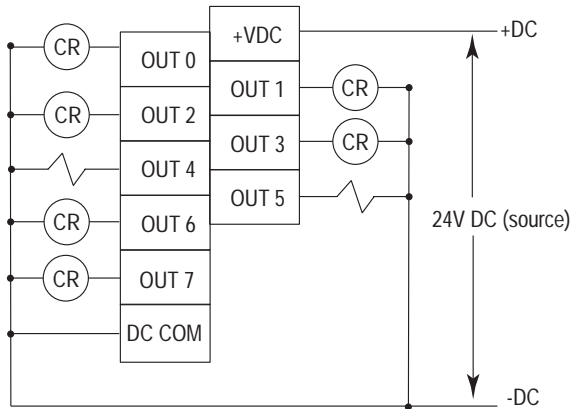 +VDC
+DC
CR
OUT 0
OUT 1
CR
CR
OUT 2
OUT 3
CR
OUT 4
OUT 5
24V DC (source)
CR
OUT 6
CR
OUT 7
DC COM
-DC